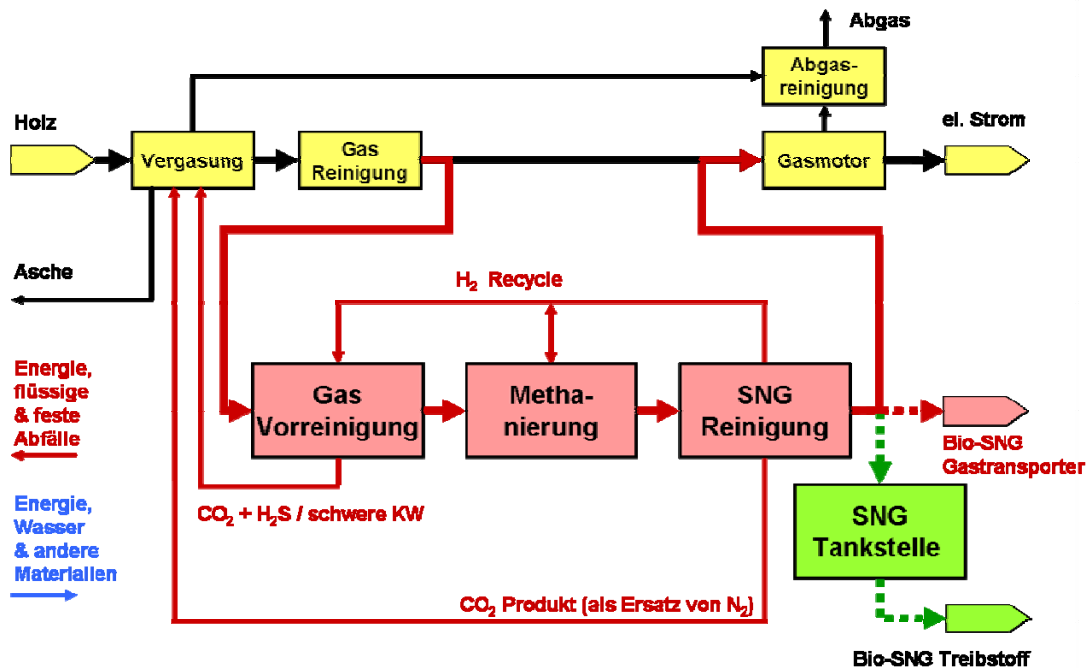 Abgas
Abgas-
reinigung
Holz
el. Strom
Vergasung
Gas
Reinigung
Gasmotor
Asche
H2 Recycle
Energie,
flüssige
& feste
Abfälle
Gas
Vorreinigung
Metha-
nierung
SNG
Reinigung
Bio-SNG
Gastransporter
CO2 + H2S / schwere KW
Energie,
Wasser
& andere
Materialien
SNG
Tankstelle
CO2 Produkt (als Ersatz von N2)
Bio-SNG Treibstoff